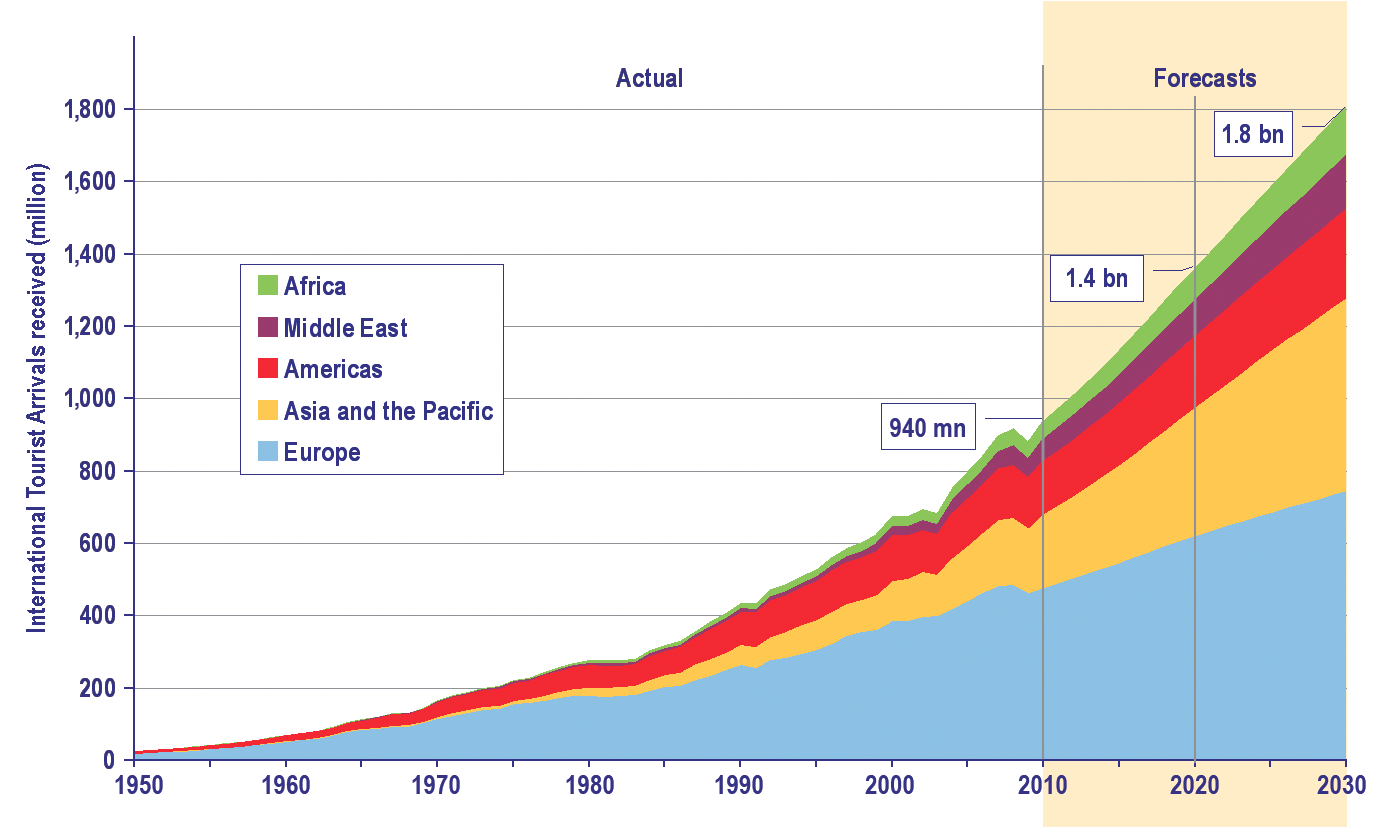 Actual
Forecasts
International Tourist Arrivals received (million)
1,800
1,600
1,400
1,200
1,000
800
600
400
200
0
1.8 bn
1.4 bn
940 mn
Africa
Middle East
Americas
Asia and the Pacific
Europe
1950 1960 1970 1980 1990 2000 2010 2020 2030